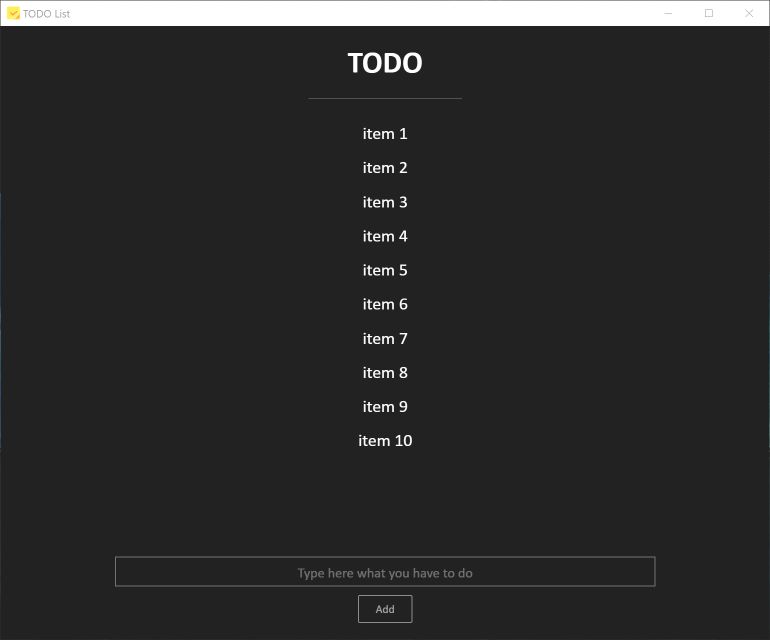 TODO List
TODO
item 1
item 2
item 3
item 4
item 5
item 6
item 7
item 8
item 9
item 10
Type here what you have to do
Add